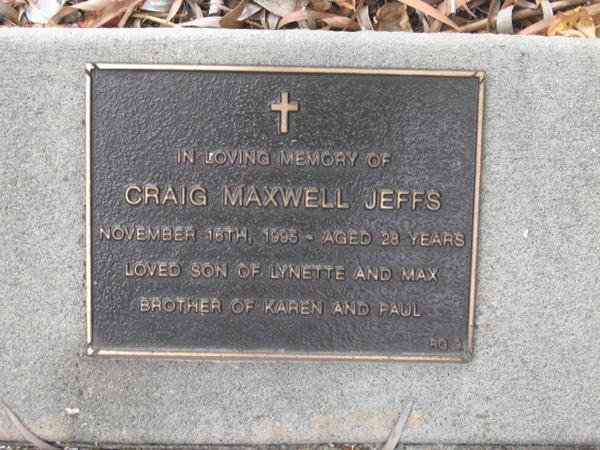 IN LOVING MEMORY OF
CRAIG MAXWELL JEFFS
NOVEMBER 16TH, 1995 - AGED 28 YEARS
LOVED SON OF LYNETTE AND MAX
BROTHER OF KAREN AND PAUL